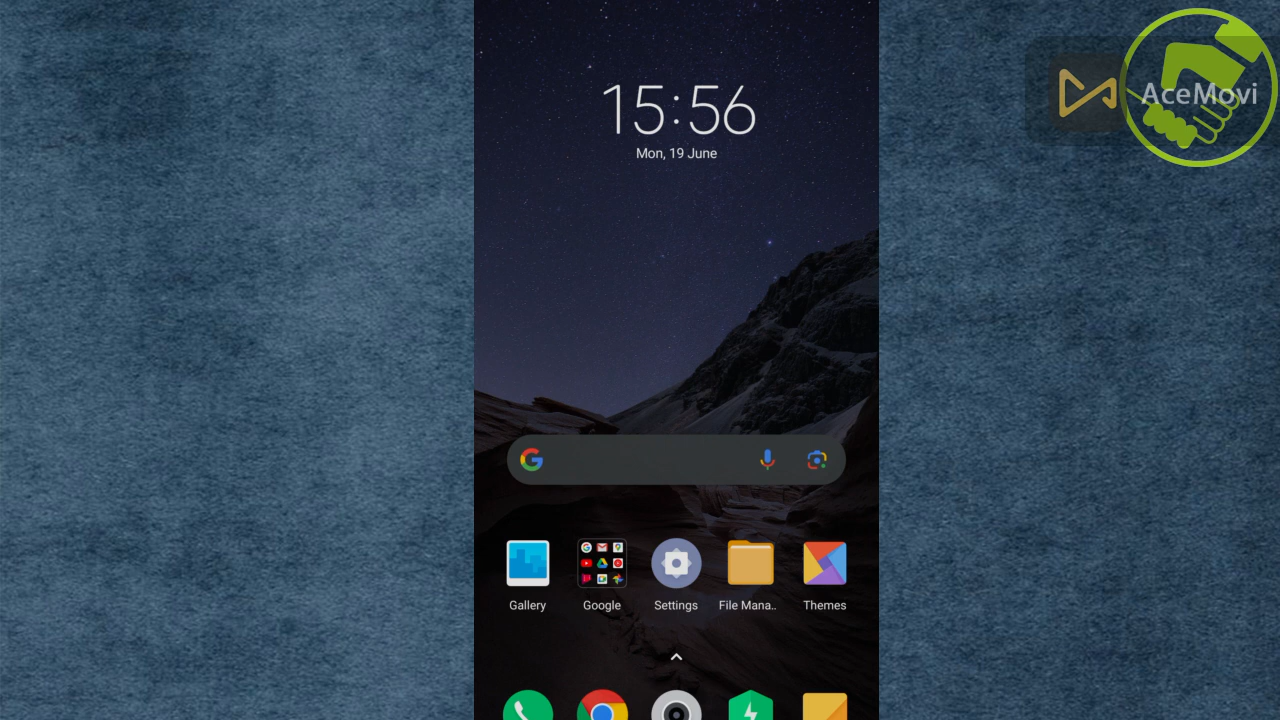 AceMovi
15:56
Mon, 19 June
Gallery
Google
Settings
File Mana..
Themes